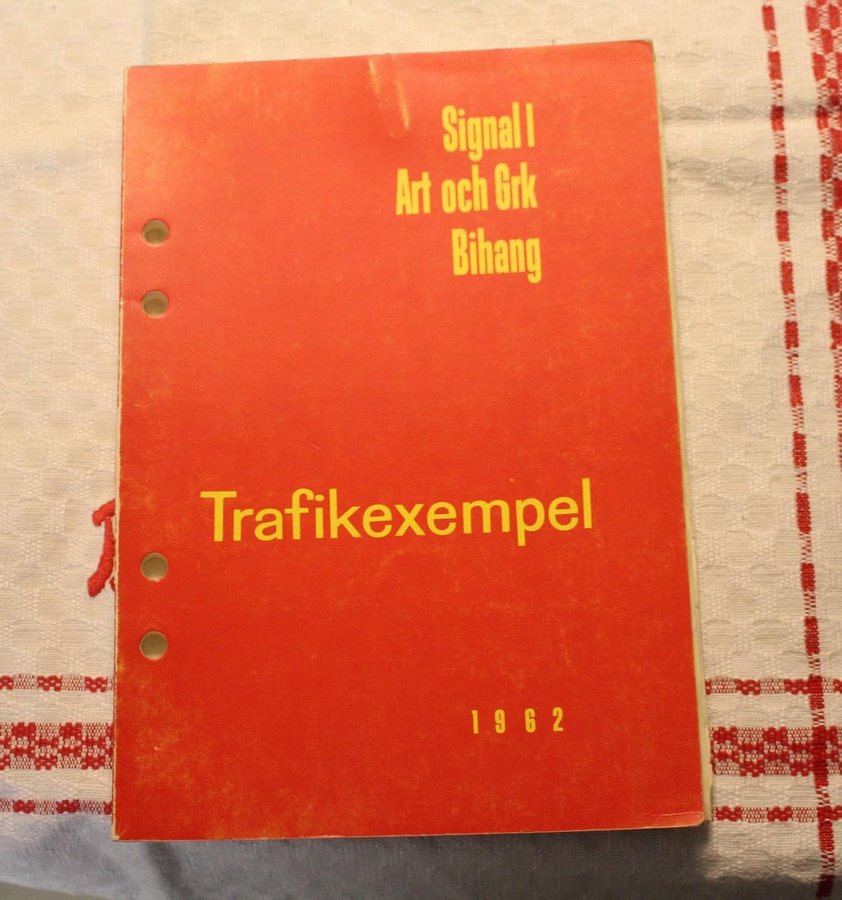 Signal I
Art och Grk
Bihang
Trafikexempel
1962